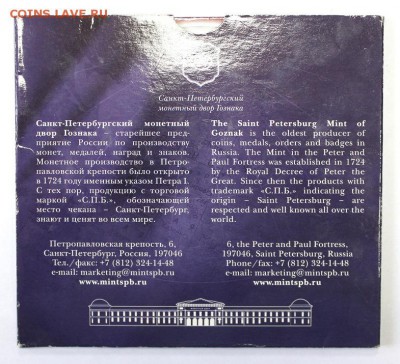 COINS.LAVE.RU
Санкт-Петербургский
монетный двор Гознака
Санкт-Петербургский монетный
двор Гознака – старейшее пред-
приятие России по производству
монет, медалей, наград и знаков.
Монетное производство в Петро-
павловской крепости было открыто
в 1724 году именным указом Петра I.
С тех пор, продукцию с торговой
маркой «С.П.Б.», обозначающей
место чекана – Санкт-Петербург,
знают и ценят во всем мире.
The Saint Petersburg Mint of
Goznak is the oldest producer of
coins, medals, orders and badges in
Russia. The Mint in the Peter and
Paul Fortress was established in 1724
by the Royal Decree of Peter the
Great. Since then the products with
trademark «С.П.Б.» indicating the
origin – Saint Petersburg – are
respected and well known all over the
world.
Петропавловская крепость, 6,
Санкт-Петербург, Россия, 197046
Тел./факс: +7 (812) 324-14-48
e-mail: marketing@mintspb.ru
www.mintspb.ru
6, the Peter and Paul Fortress,
197046, Saint Petersburg, Russia
Phone/fax: +7 (812) 324-14-48
e-mail: marketing@mintspb.ru
www.mintspb.ru